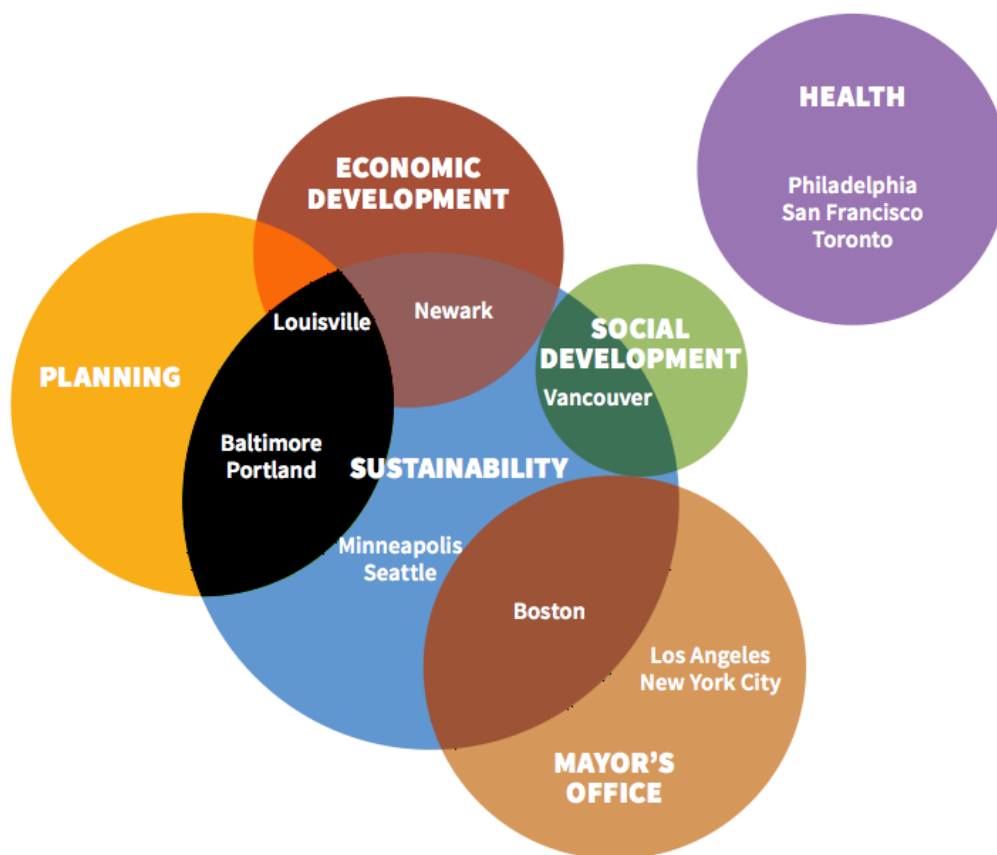 HEALTH
Philadelphia
San Francisco
Toronto
ECONOMIC
DEVELOPMENT
Louisville
Newark
SOCIAL
DEVELOPMENT
Vancouver
PLANNING
Baltimore
Portland
SUSTAINABILITY
Minneapolis
Seattle
Boston
Los Angeles
New York City
MAYOR'S
OFFICE